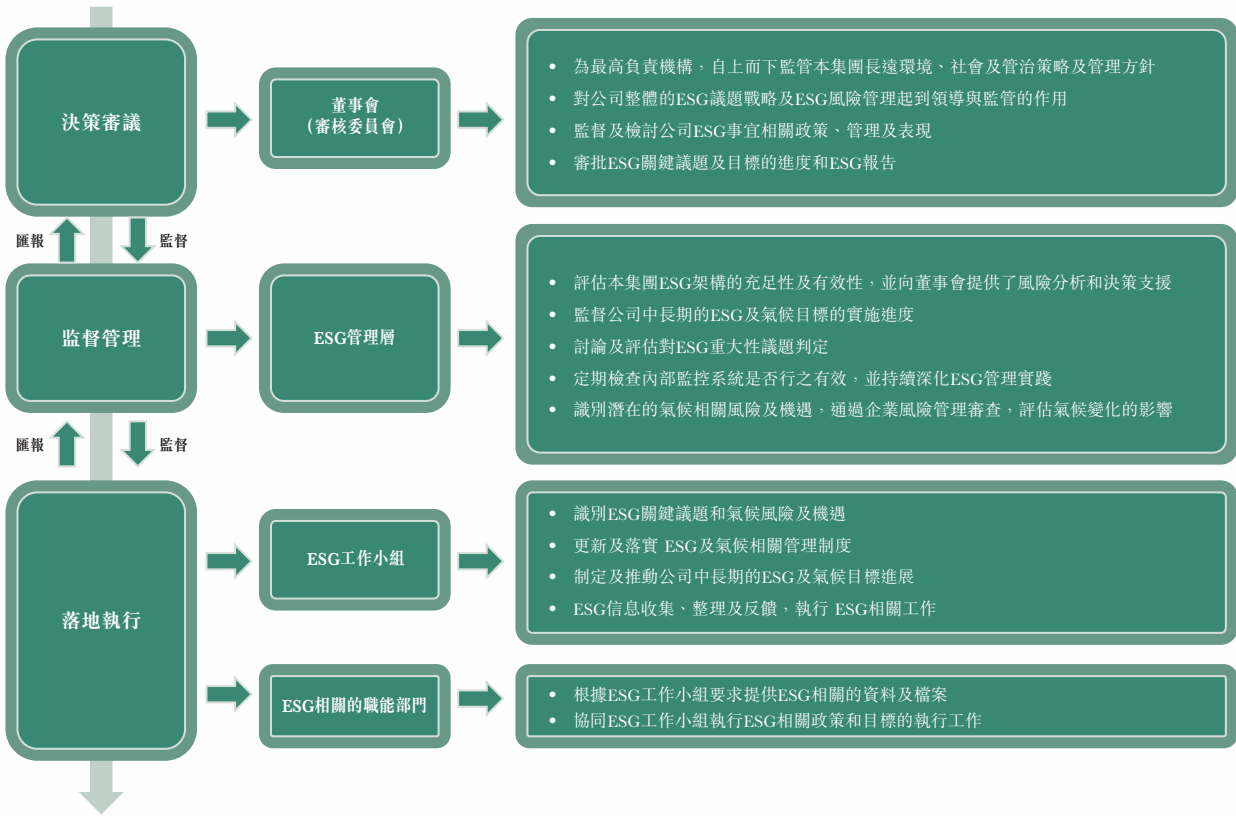 決策審議
董事會
（審核委員會）
• 為最高負責機構，自上而下監管本集團長遠環境、社會及管治策略及管理方針
• 對公司整體的ESG議題戰略及ESG風險管理起到領導與監管的作用
• 監督及檢討公司ESG事宜相關政策、管理及表現
• 審批ESG關鍵議題及目標的進度和ESG報告
匯報
監督
监督管理
ESG管理層
• 評估本集團ESG架構的充足性及有效性，並向董事會提供了風險分析和決策支援
• 監督公司中長期的ESG及氣候目標的實施進度
• 討論及評估對ESG重大性議題判定
• 定期檢查內部監控系統是否行之有效，並持續深化ESG管理實踐
• 識別潛在的氣候相關風險及機遇，通過企業風險管理審查，評估氣候變化的影響
匯報
監督
落地執行
ESG工作小組
• 識別ESG關鍵議題和氣候風險及機遇
• 更新及落實 ESG及氣候相關管理制度
• 制定及推動公司中長期的ESG及氣候目標進展
• ESG信息收集、整理及反饋，執行 ESG相關工作
ESG相關的職能部門
• 根據ESG工作小組要求提供ESG相關的資料及檔案
• 協同ESG工作小組執行ESG相關政策和目標的執行工作